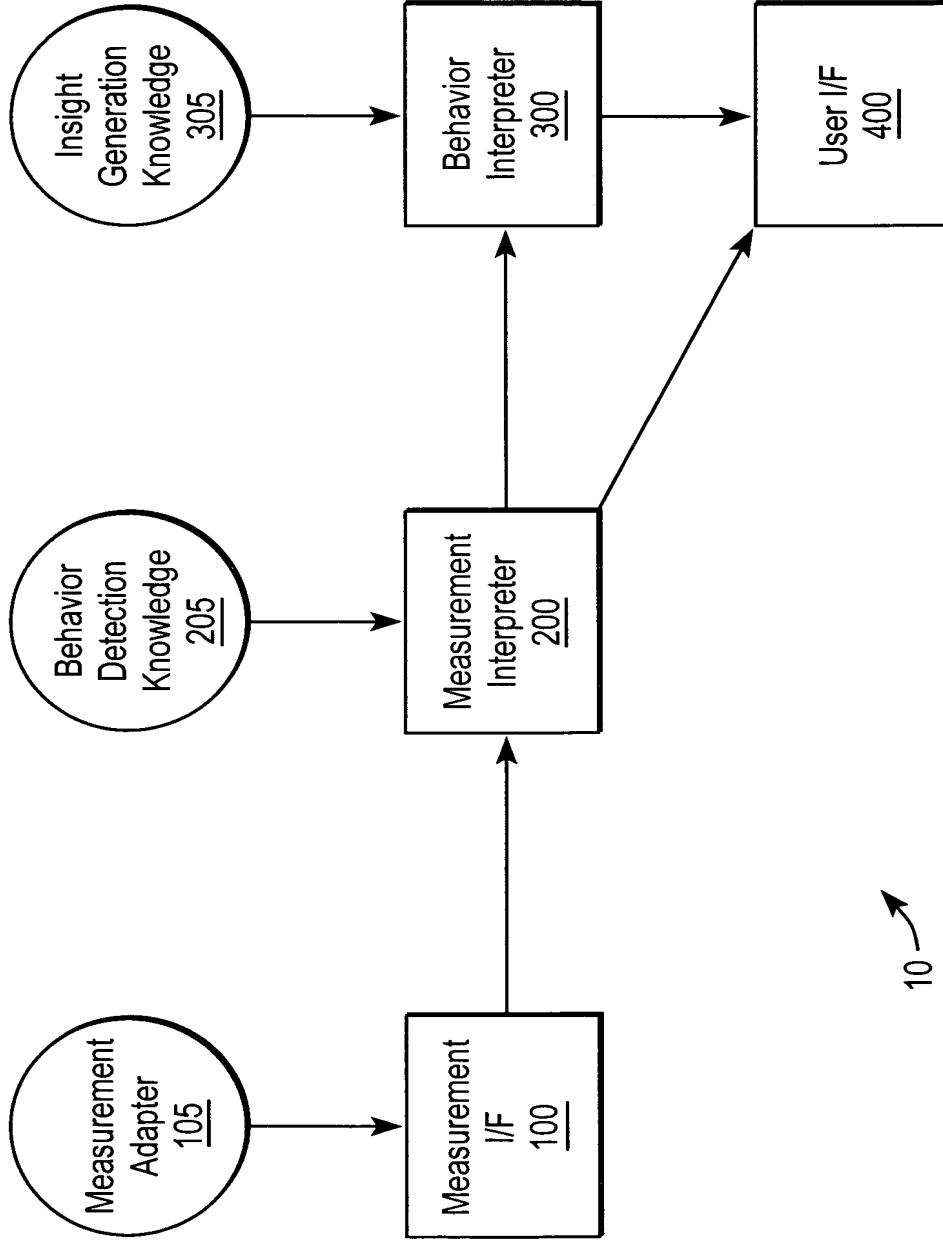 Measurement
Adapter
105
Behavior
Detection
Knowledge
205
Insight
Generation
Knowledge
305
Measurement
I/F
100
Measurement
Interpreter
200
Behavior
Interpreter
300
User I/F
400
10